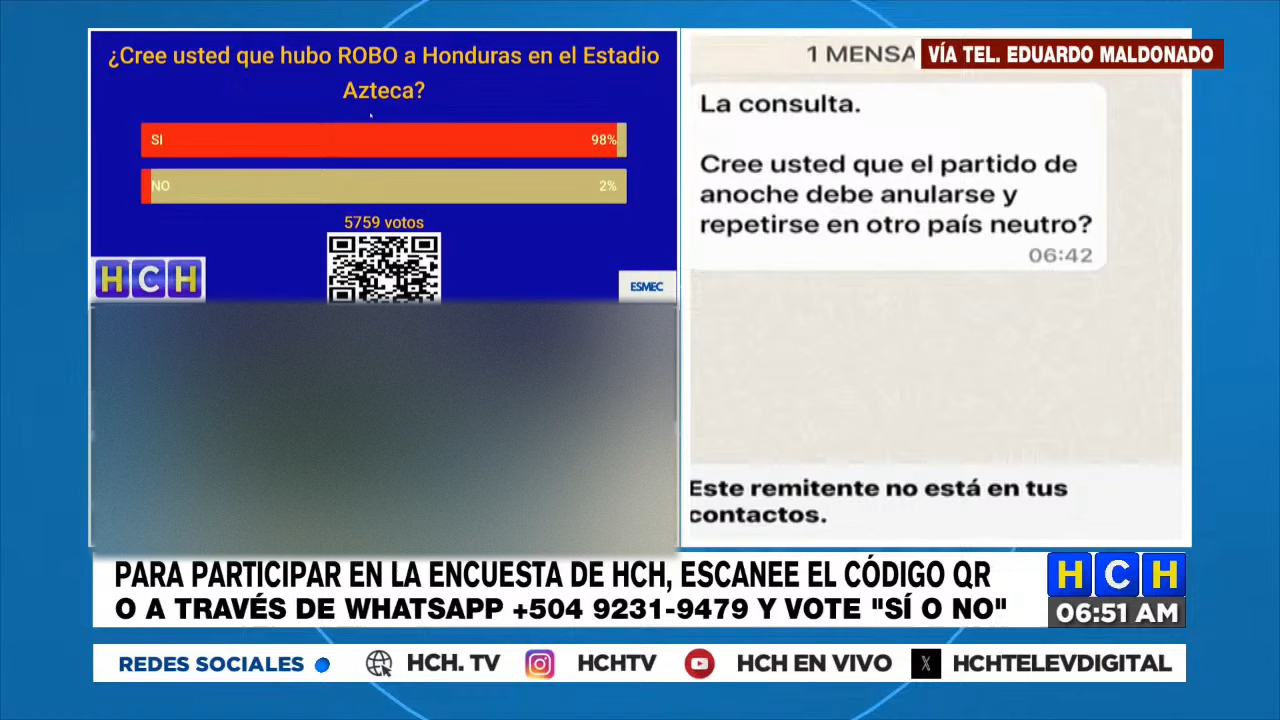 ¿Cree usted que hubo ROBO a Honduras en el Estadio
Azteca?
SI 98%
NO 2%
5759 votos
HCH
ESMEC
1 MENSA
VÍA TEL. EDUARDO MALDONADO
La consulta.
Cree usted que el partido de
anoche debe anularse y
repetirse en otro país neutro?
06:42
Este remitente no está en tus
contactos.
PARA PARTICIPAR EN LA ENCUESTA DE HCH, ESCANEE EL CÓDIGO QR
O A TRAVÉS DE WHATSAPP +504 9231-9479 Y VOTE "SÍ O NO"
HCH
06:51 AM
REDES SOCIALES HCH. TV HCHTV HCH EN VIVO X HCHTELEVDIGITAL